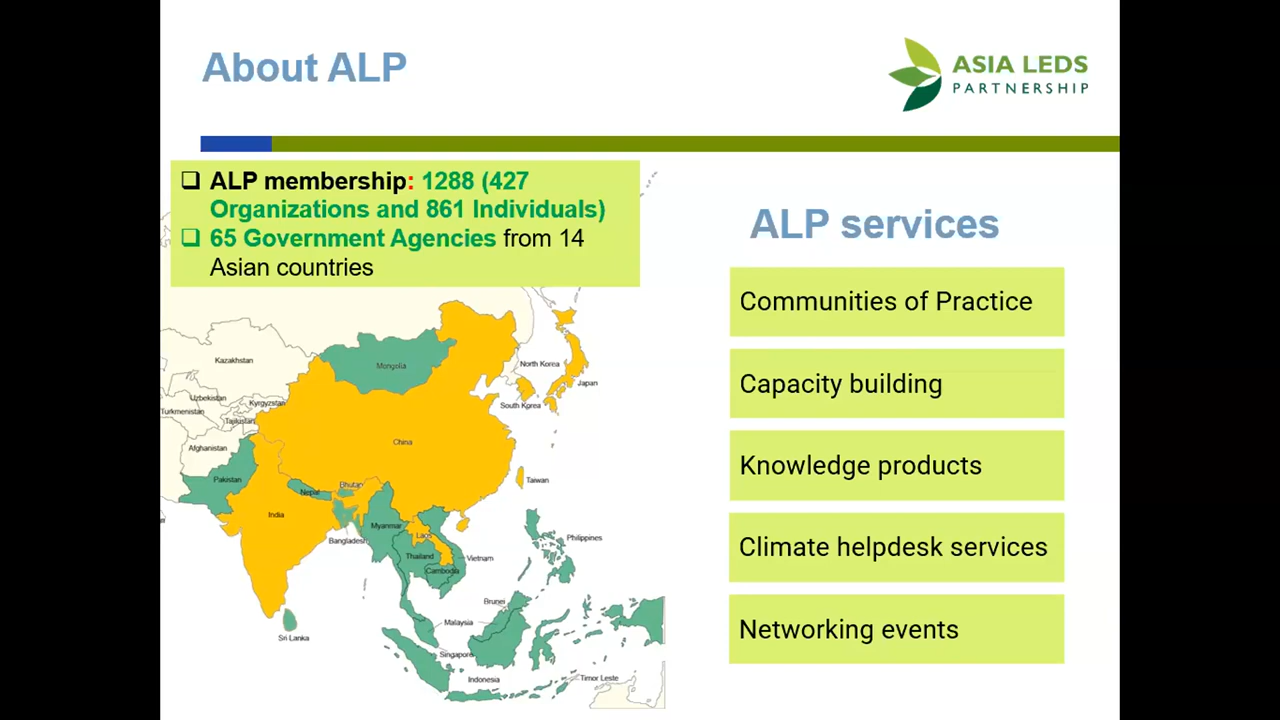 About ALP
ASIA LEDS
PARTNERSHIP
❑ ALP membership: 1288 (427
Organizations and 861 Individuals)
❑ 65 Government Agencies from 14
Asian countries
ALP services
Communities of Practice
Capacity building
Knowledge products
Climate helpdesk services
Networking events
Kazakhstan
Mongolia
North Korea
Japan
Uzbekistan
Kyrgyzstan
Turkmenistan
South Korea
Tajikistan
China
Afghanistan
Pakistan
Taiwan
Nepal
Bhutan
India
Myanmar
Bangladesh
Laos
Philippines
Thailand
Vietnam
Cambodia
Brunei
Sri Lanka
Malaysia
Singapore
Indonesia
Timor Leste